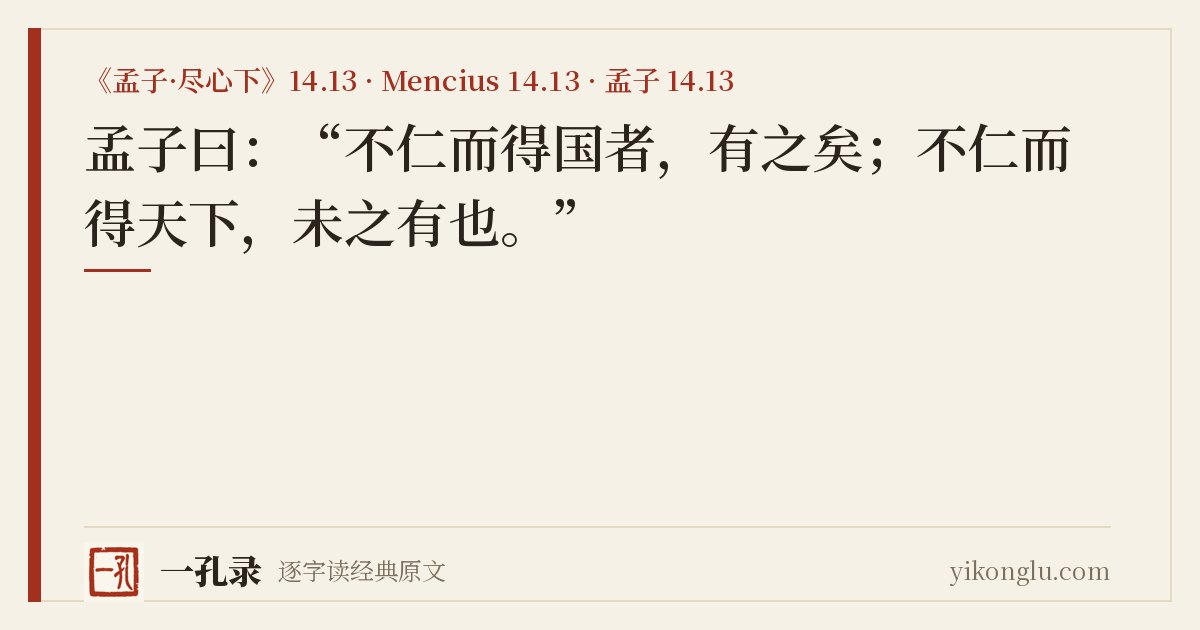 《孟子·尽心下》14.13 · Mencius 14.13 · 孟子 14.13
孟子曰：“不仁而得国者，有之矣；不仁而
得天下，未之有也。”
一孔
一孔录 逐字读经典原文 yikonglu.com